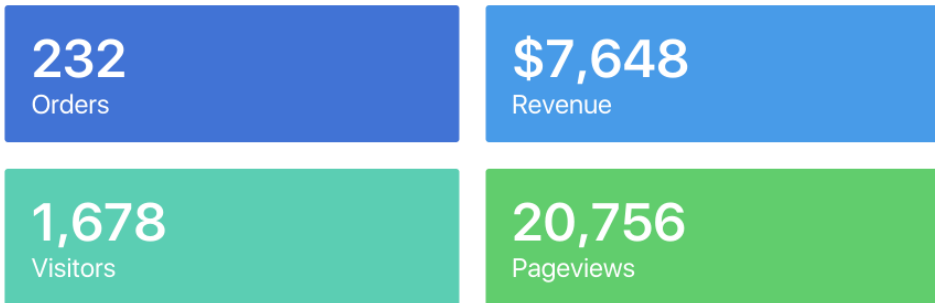 232
Orders
$7,648
Revenue
1,678
Visitors
20,756
Pageviews